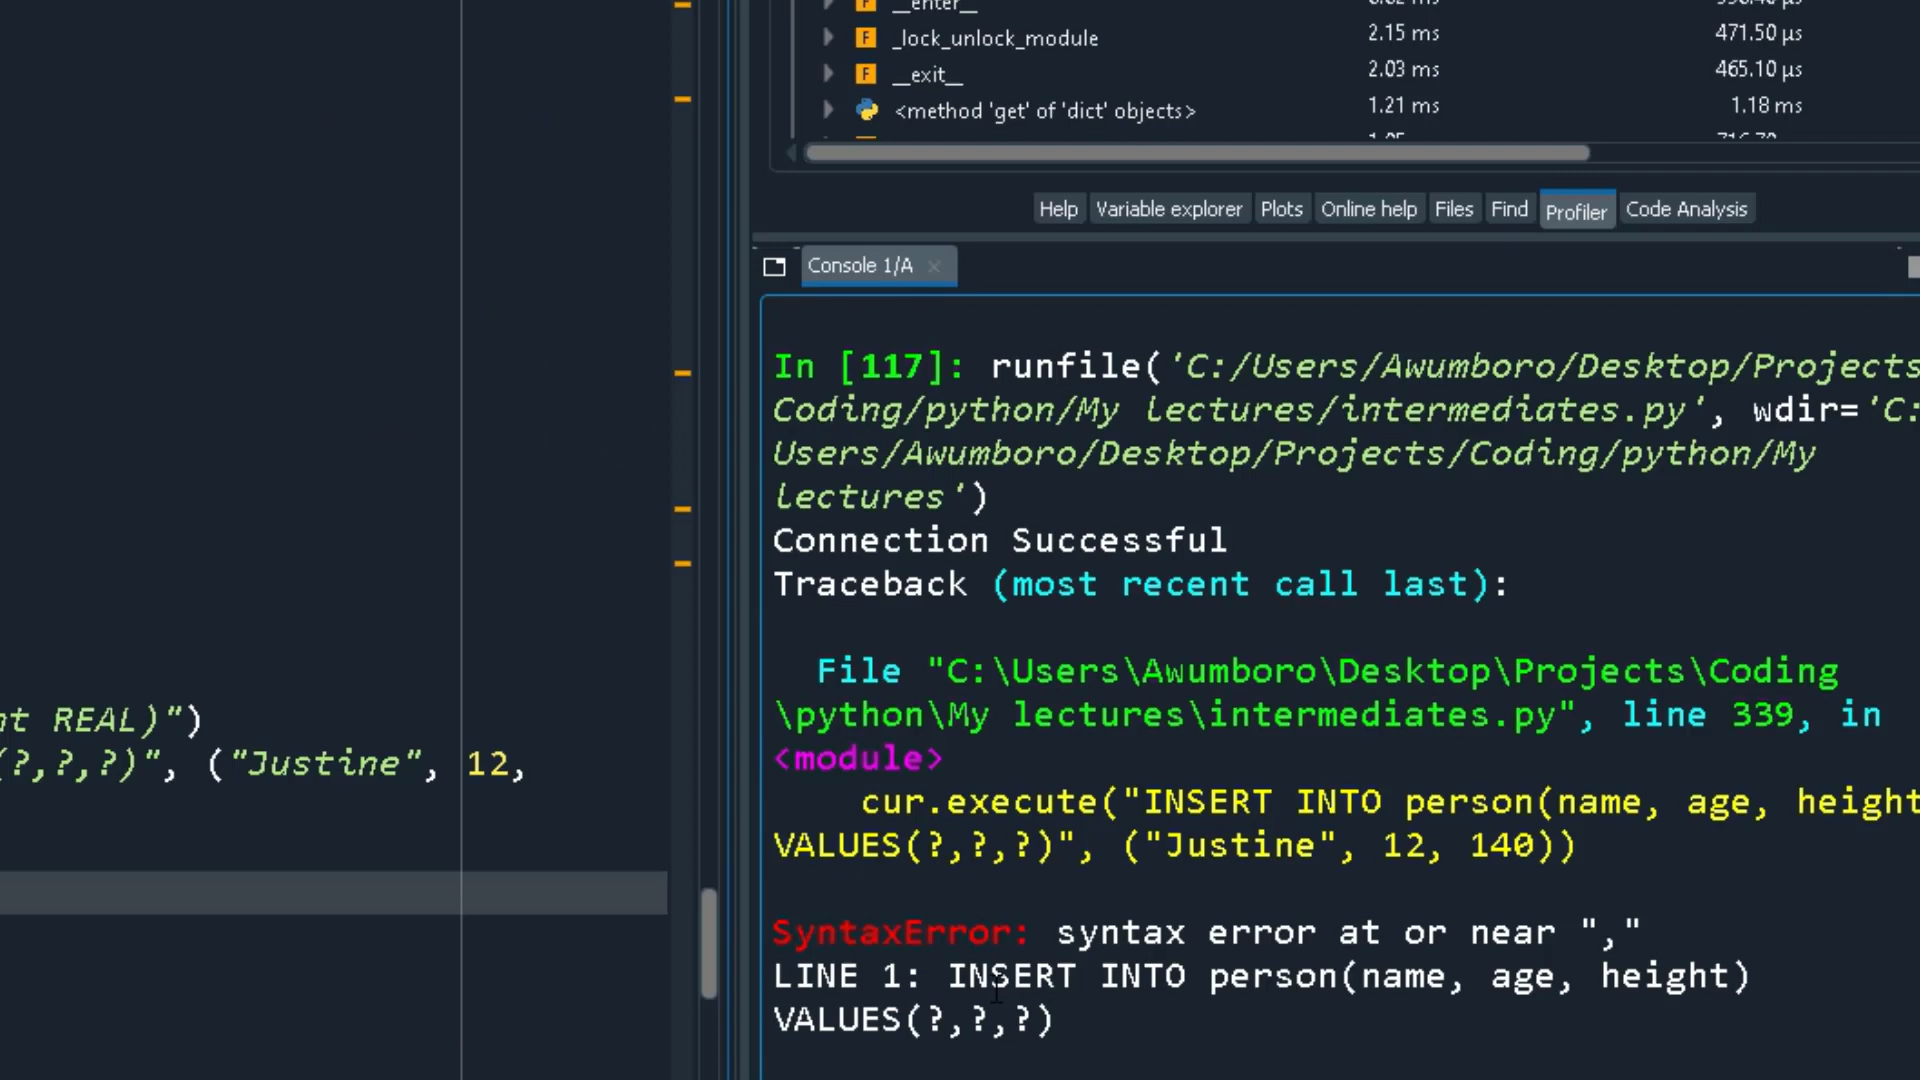 __enter__
_lock_unlock_module 2.15 ms 471.50 µs
__exit__ 2.03 ms 465.10 µs
<method 'get' of 'dict' objects> 1.21 ms 1.18 ms
Help Variable explorer Plots Online help Files Find Profiler Code Analysis
Console 1/A
In [117]: runfile('C:/Users/Awumboro/Desktop/Projects
Coding/python/My lectures/intermediates.py', wdir='C:
Users/Awumboro/Desktop/Projects/Coding/python/My
lectures')
Connection Successful
Traceback (most recent call last):
File "C:\Users\Awumboro\Desktop\Projects\Coding
\python\My lectures\intermediates.py", line 339, in
<module>
cur.execute("INSERT INTO person(name, age, height
VALUES(?,?,?)", ("Justine", 12, 140))
SyntaxError: syntax error at or near ","
LINE 1: INSERT INTO person(name, age, height)
VALUES(?,?,?)
REAL)")
(?,?,?)", ("Justine", 12,